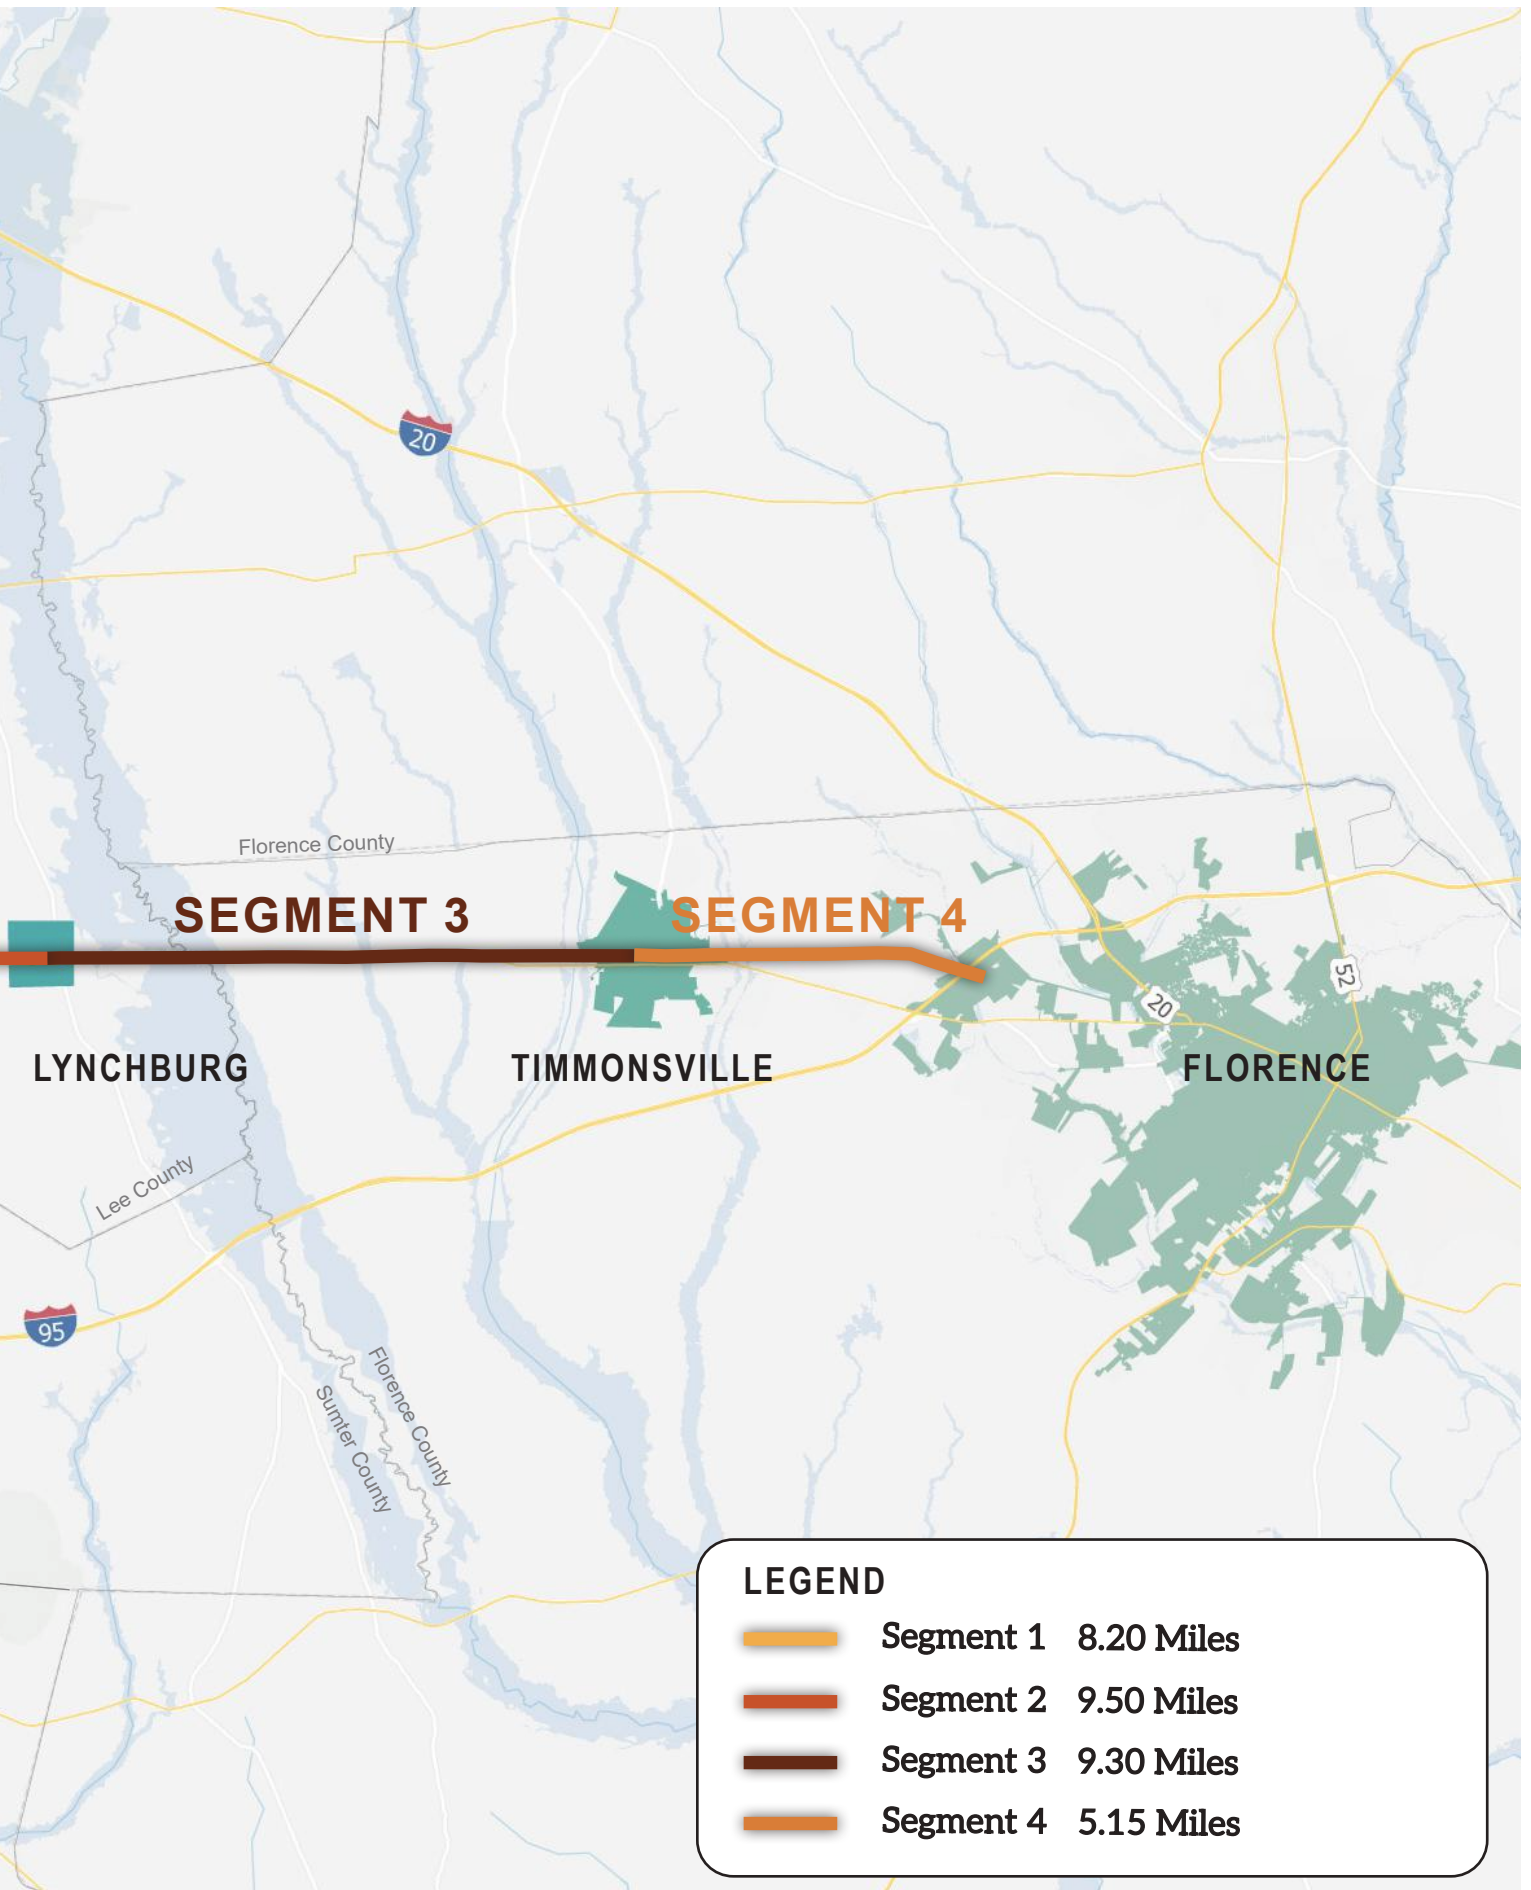 20
Florence County
SEGMENT 3
SEGMENT 4
52
20
LYNCHBURG
TIMMONSVILLE
FLORENCE
Lee County
95
Florence County
Sumter County
LEGEND
Segment 1 8.20 Miles
Segment 2 9.50 Miles
Segment 3 9.30 Miles
Segment 4 5.15 Miles